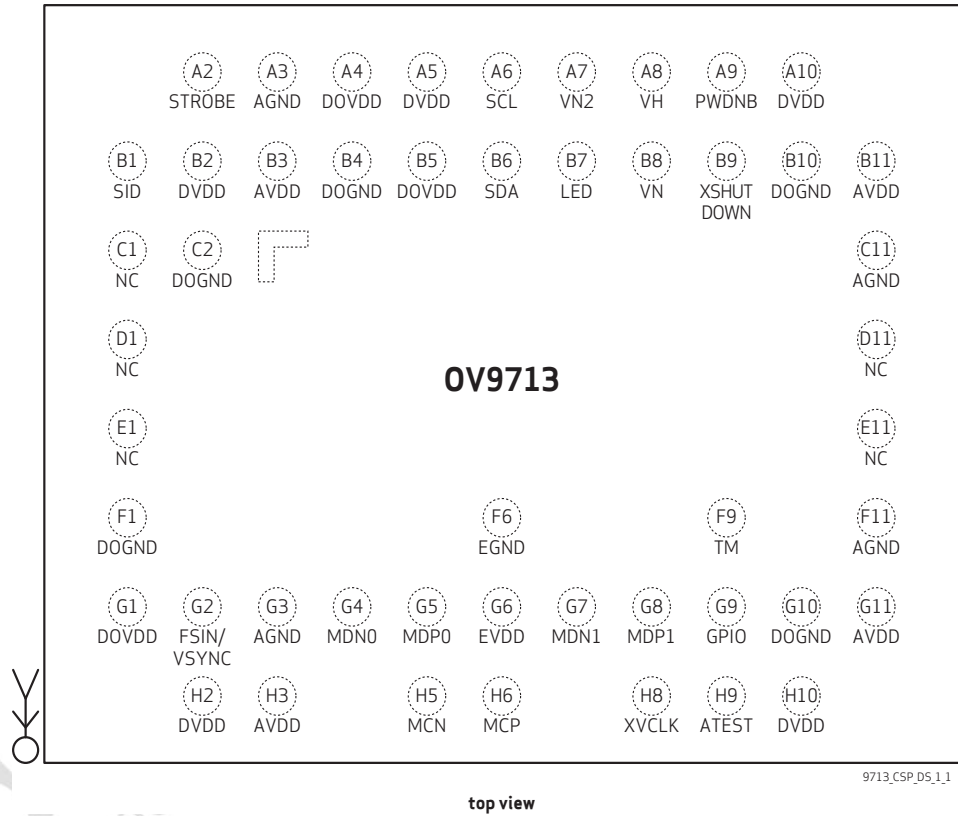 A2 A3 A4 A5 A6 A7 A8 A9 A10
STROBE AGND DOVDD DVDD SCL VN2 VH PWDNB DVDD
B1 B2 B3 B4 B5 B6 B7 B8 B9 B10 B11
SID DVDD AVDD DOGND DOVDD SDA LED VN XSHUT DOGND AVDD
DOWN
C1 C2 C11
NC DOGND AGND
D1 D11
NC NC
OV9713
E1 E11
NC NC
F1 F6 F9 F11
DOGND EGND TM AGND
G1 G2 G3 G4 G5 G6 G7 G8 G9 G10 G11
DOVDD FSIN/ AGND MDN0 MDP0 EVDD MDN1 MDP1 GPIO DOGND AVDD
VSYNC
H2 H3 H5 H6 H8 H9 H10
DVDD AVDD MCN MCP XVCLK ATEST DVDD
9713_CSP_DS_1_1
top view